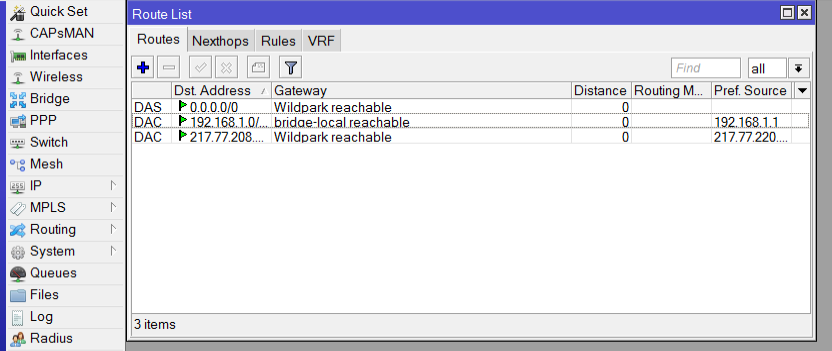 Quick Set
CAPsMAN
Interfaces
Wireless
Bridge
PPP
Switch
Mesh
IP
MPLS
Routing
System
Queues
Files
Log
Radius
Route List
Routes Nexthops Rules VRF
Find all
Dst. Address Gateway Distance Routing M... Pref. Source
DAS 0.0.0.0/0 Wildpark reachable 0
DAC 192.168.1.0/... bridge-local reachable 0 192.168.1.1
DAC 217.77.208.... Wildpark reachable 0 217.77.220....
3 items